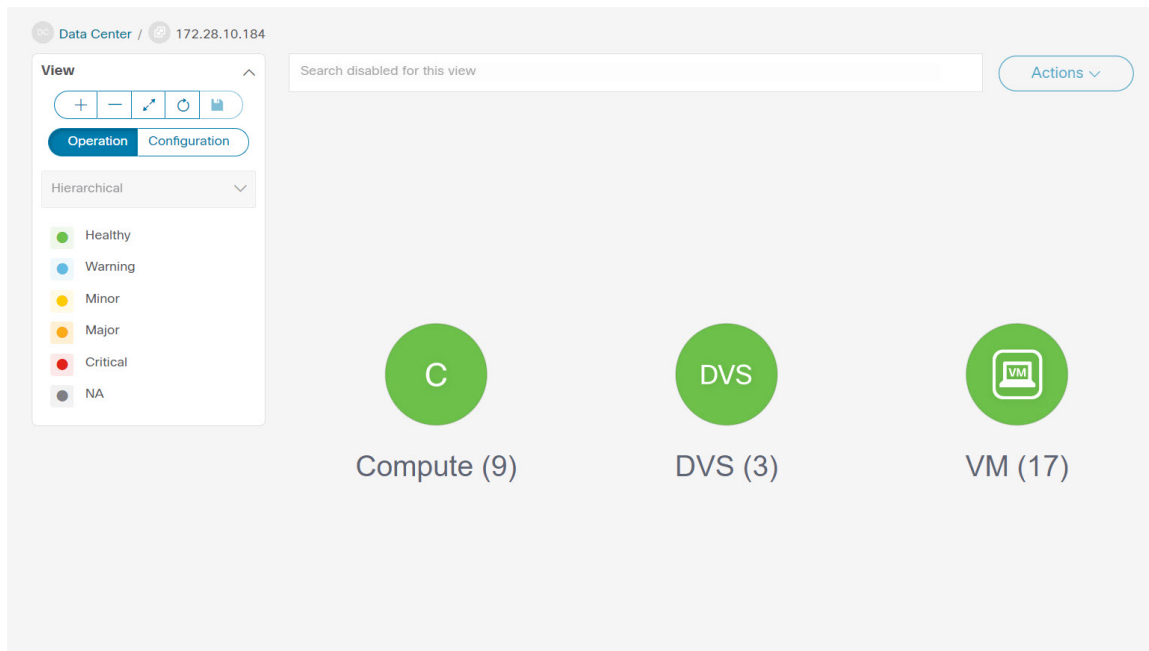 DC Data Center / 172.28.10.184
View
Search disabled for this view
Actions
Operation Configuration
Hierarchical
Healthy
Warning
Minor
Major
Critical
NA
C
DVS
VM
Compute (9)
DVS (3)
VM (17)